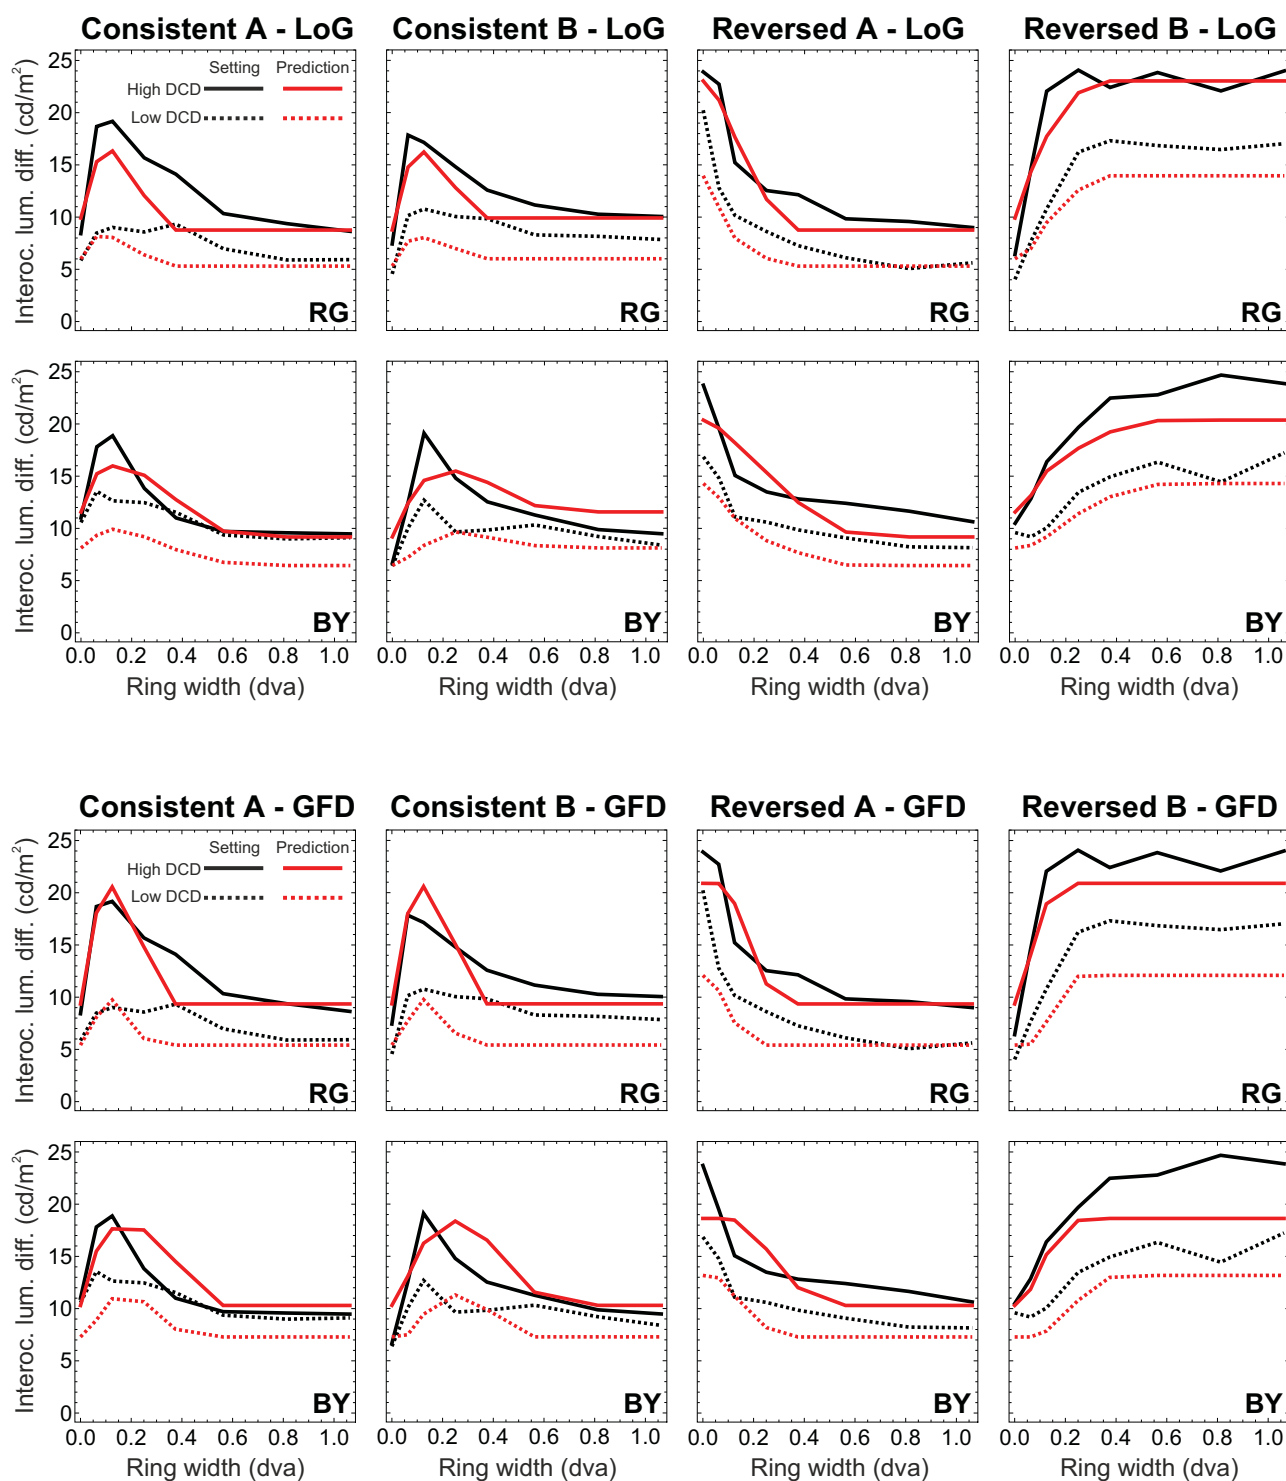 Consistent A - LoG Consistent B - LoG Reversed A - LoG Reversed B - LoG
Interoc. lum. diff. (cd/m²)
25
20
15
10
5
0
Setting Prediction
High DCD
Low DCD
RG RG RG RG
Interoc. lum. diff. (cd/m²)
25
20
15
10
5
0
BY BY BY BY
0.0 0.2 0.4 0.6 0.8 1.0 0.0 0.2 0.4 0.6 0.8 1.0 0.0 0.2 0.4 0.6 0.8 1.0 0.0 0.2 0.4 0.6 0.8 1.0
Ring width (dva) Ring width (dva) Ring width (dva) Ring width (dva)
Consistent A - GFD Consistent B - GFD Reversed A - GFD Reversed B - GFD
Interoc. lum. diff. (cd/m²)
25
20
15
10
5
0
Setting Prediction
High DCD
Low DCD
RG RG RG RG
Interoc. lum. diff. (cd/m²)
25
20
15
10
5
0
BY BY BY BY
0.0 0.2 0.4 0.6 0.8 1.0 0.0 0.2 0.4 0.6 0.8 1.0 0.0 0.2 0.4 0.6 0.8 1.0 0.0 0.2 0.4 0.6 0.8 1.0
Ring width (dva) Ring width (dva) Ring width (dva) Ring width (dva)